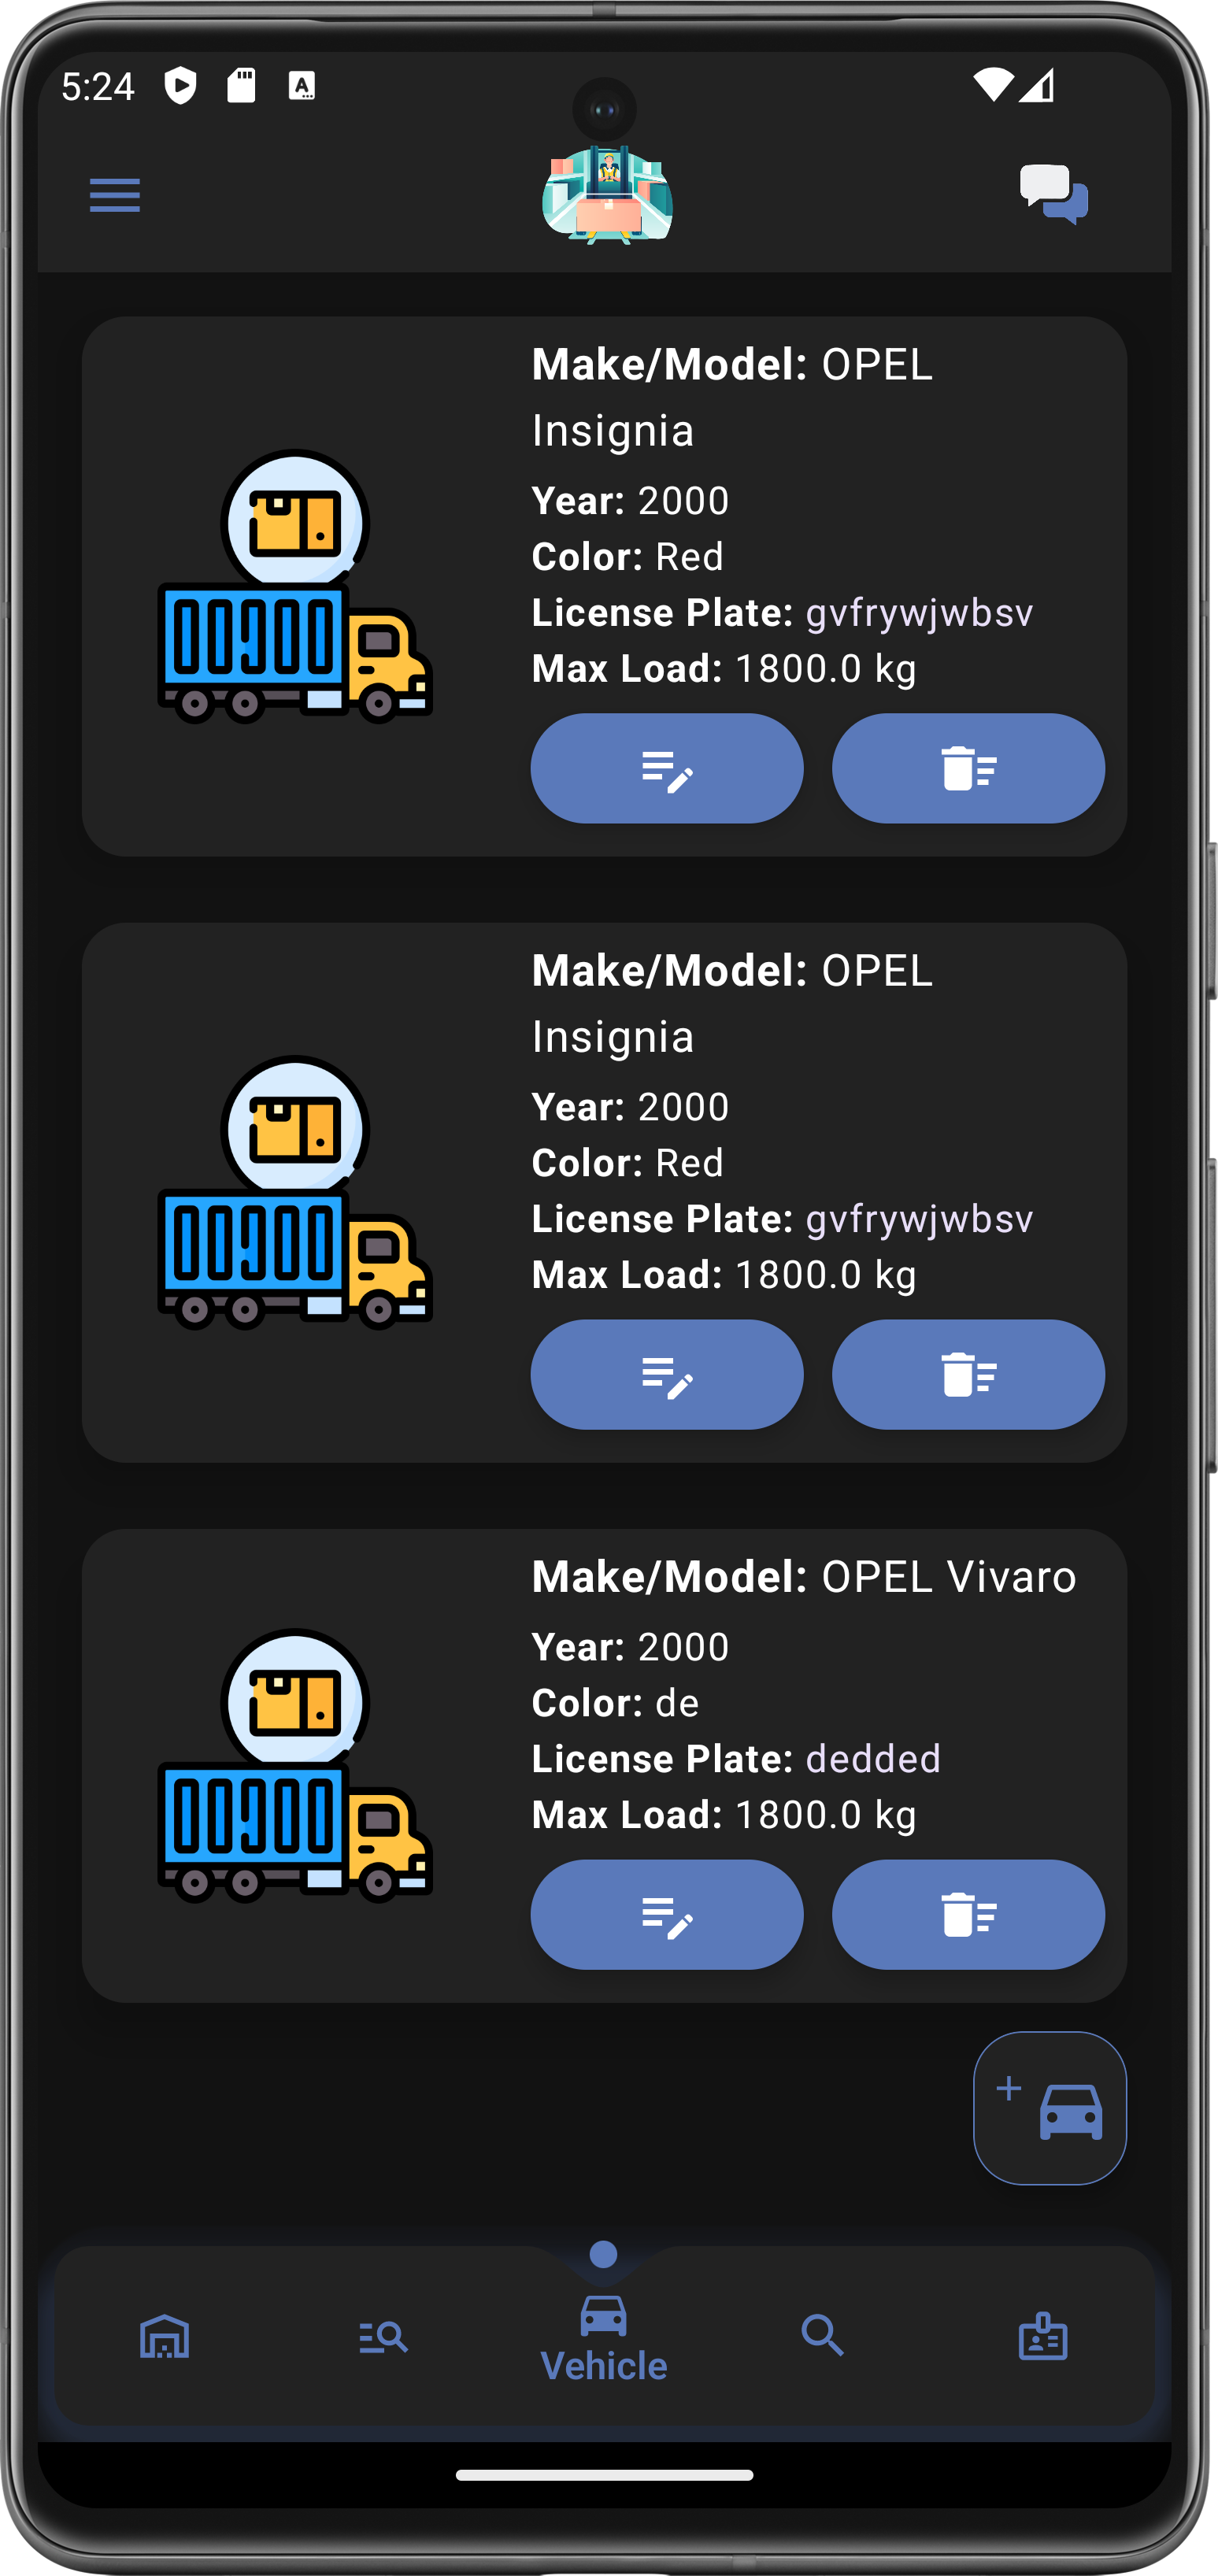 5:24
Make/Model: OPEL
Insignia
Year: 2000
Color: Red
License Plate: gvfrywjwbsv
Max Load: 1800.0 kg
Make/Model: OPEL
Insignia
Year: 2000
Color: Red
License Plate: gvfrywjwbsv
Max Load: 1800.0 kg
Make/Model: OPEL Vivaro
Year: 2000
Color: de
License Plate: dedded
Max Load: 1800.0 kg
+
Vehicle